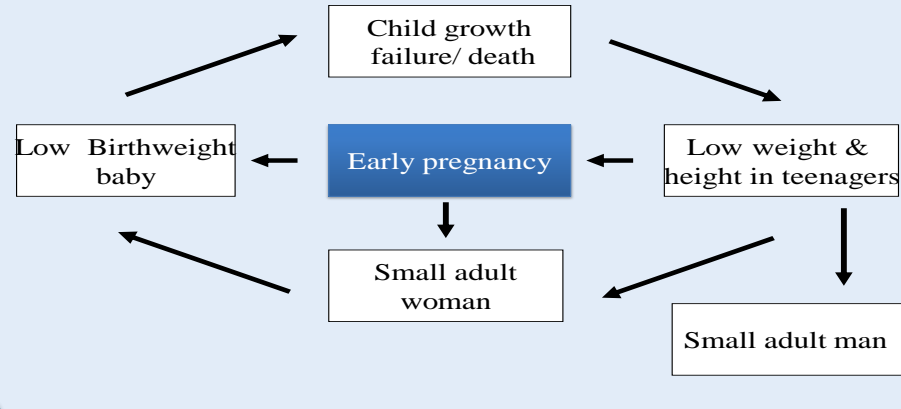 Child growth
failure/ death
Low Birthweight
baby
Early pregnancy
Low weight &
height in teenagers
Small adult
woman
Small adult man